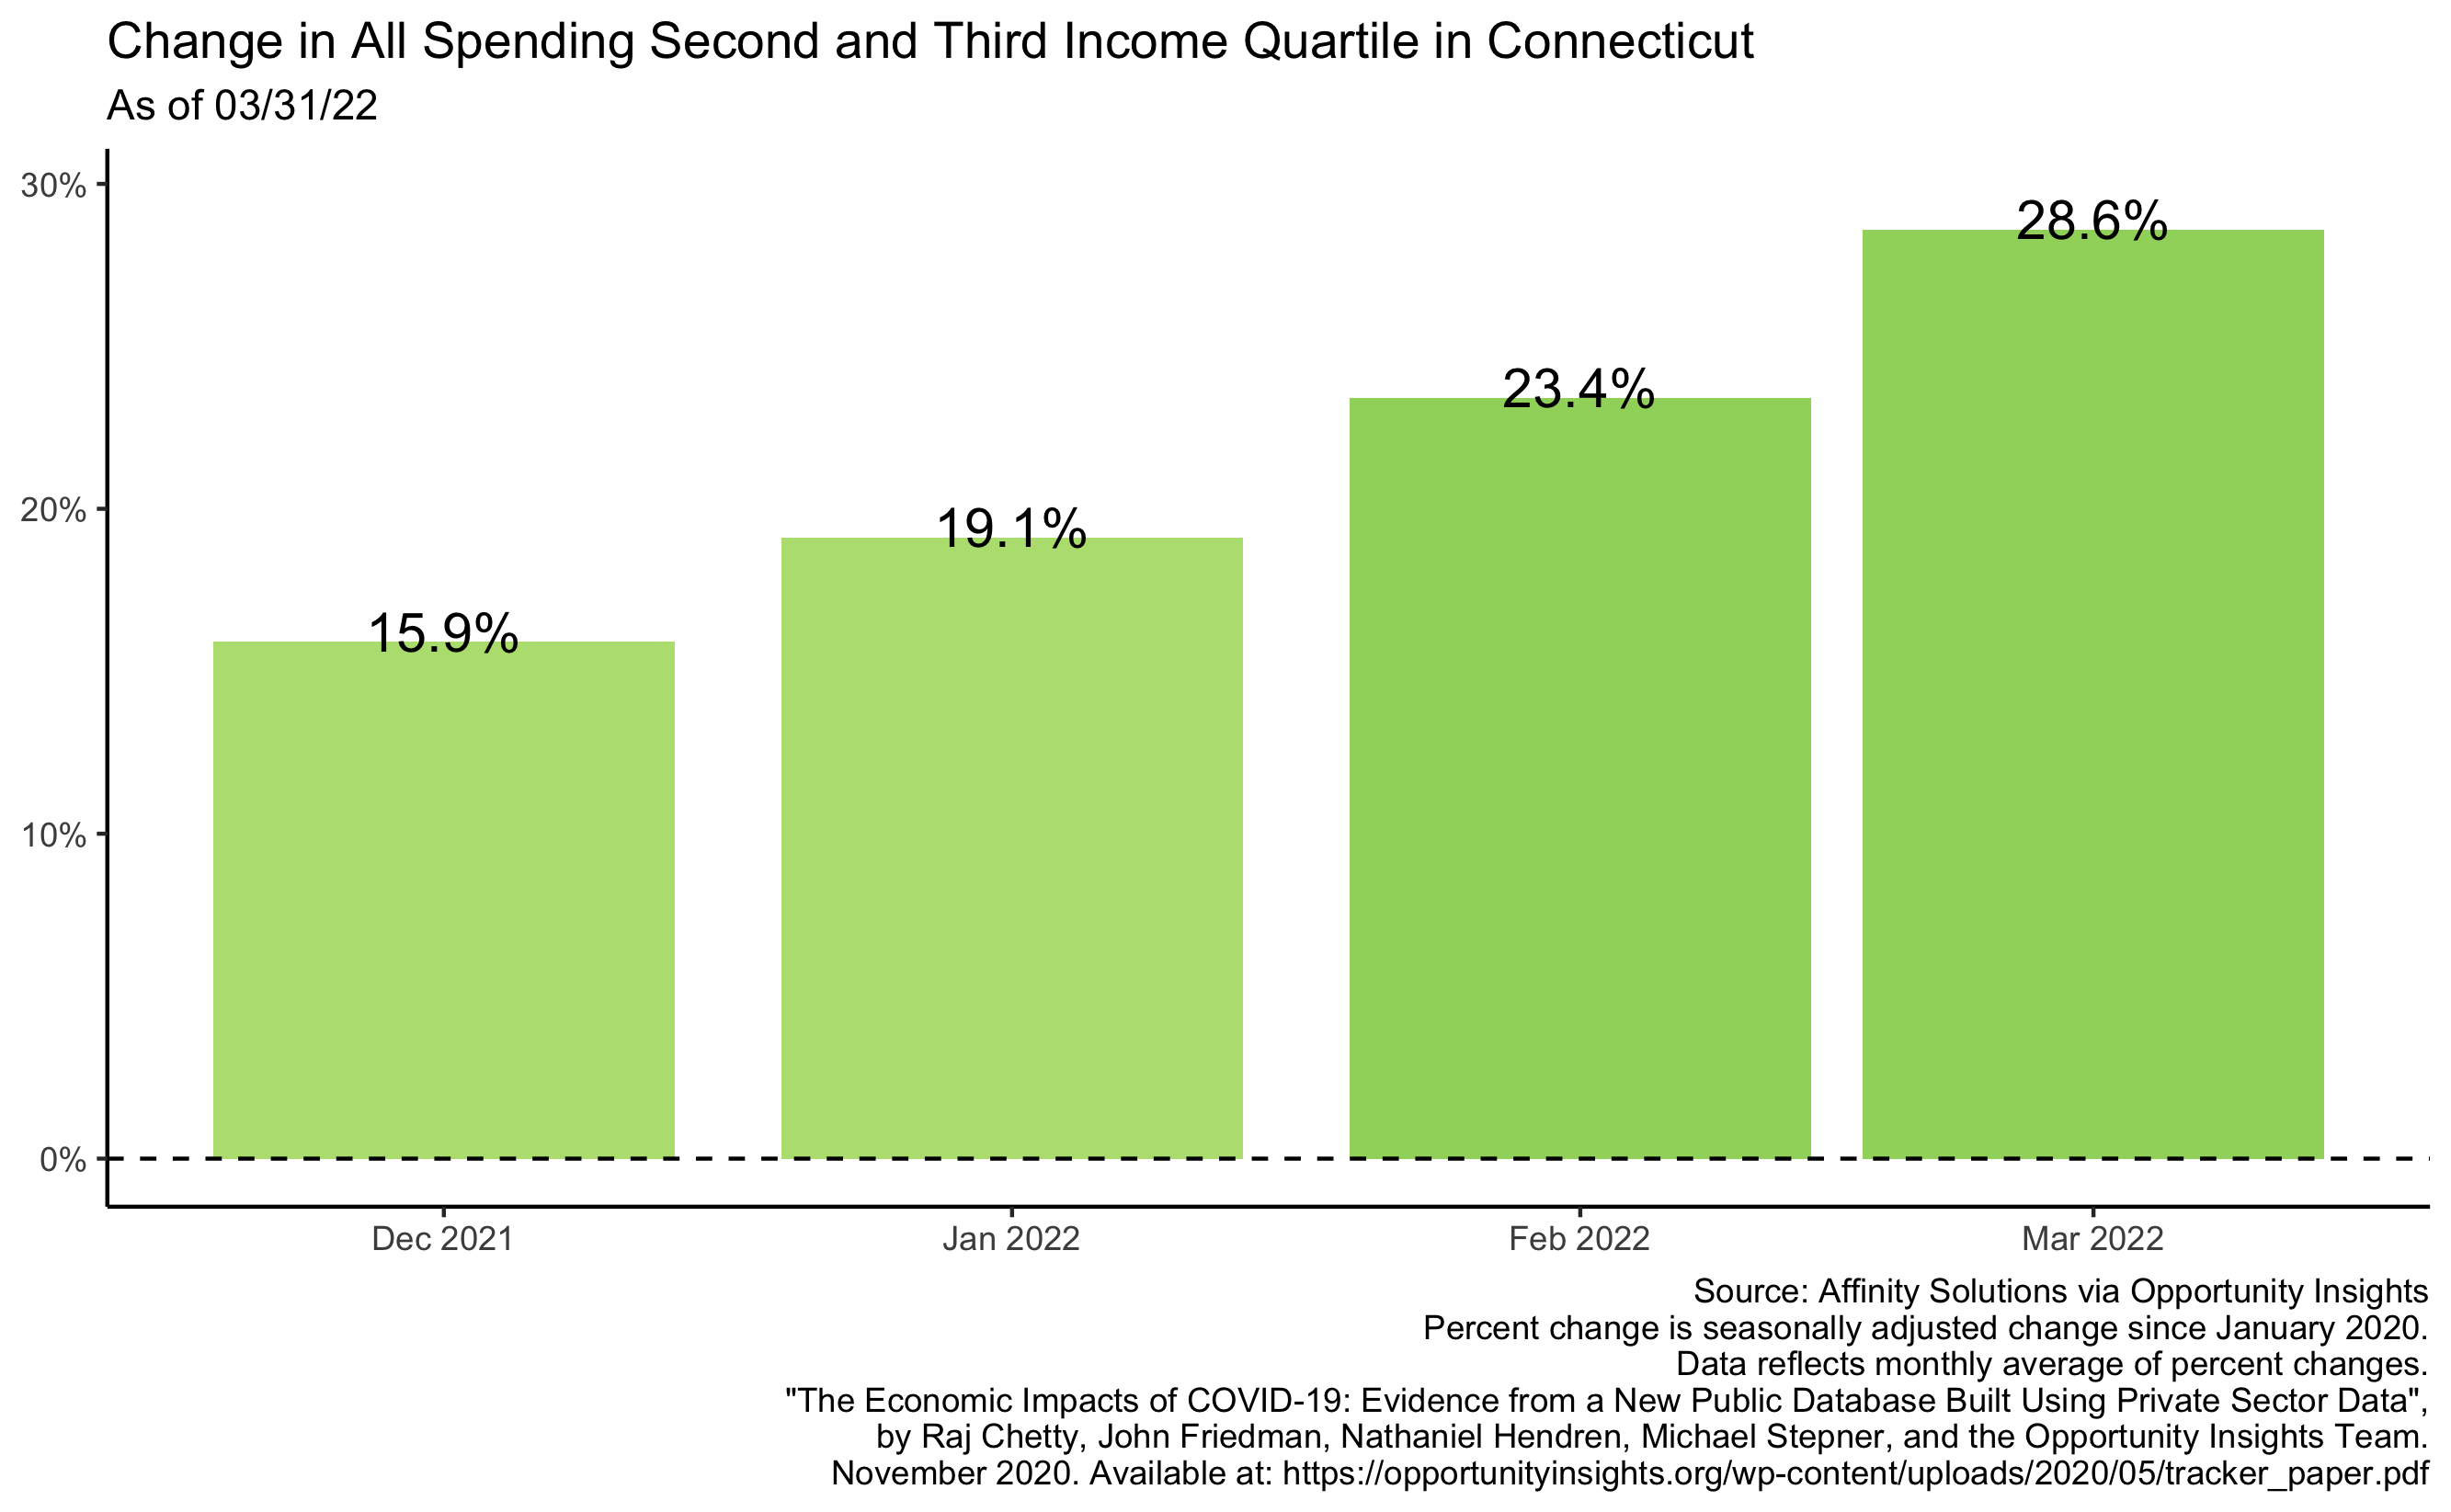 Change in All Spending Second and Third Income Quartile in Connecticut
As of 03/31/22
30%
20%
10%
0%
15.9%
19.1%
23.4%
28.6%
Dec 2021
Jan 2022
Feb 2022
Mar 2022
Source: Affinity Solutions via Opportunity Insights
Percent change is seasonally adjusted change since January 2020.
Data reflects monthly average of percent changes.
"The Economic Impacts of COVID-19: Evidence from a New Public Database Built Using Private Sector Data",
by Raj Chetty, John Friedman, Nathaniel Hendren, Michael Stepner, and the Opportunity Insights Team.
November 2020. Available at: https://opportunityinsights.org/wp-content/uploads/2020/05/tracker_paper.pdf